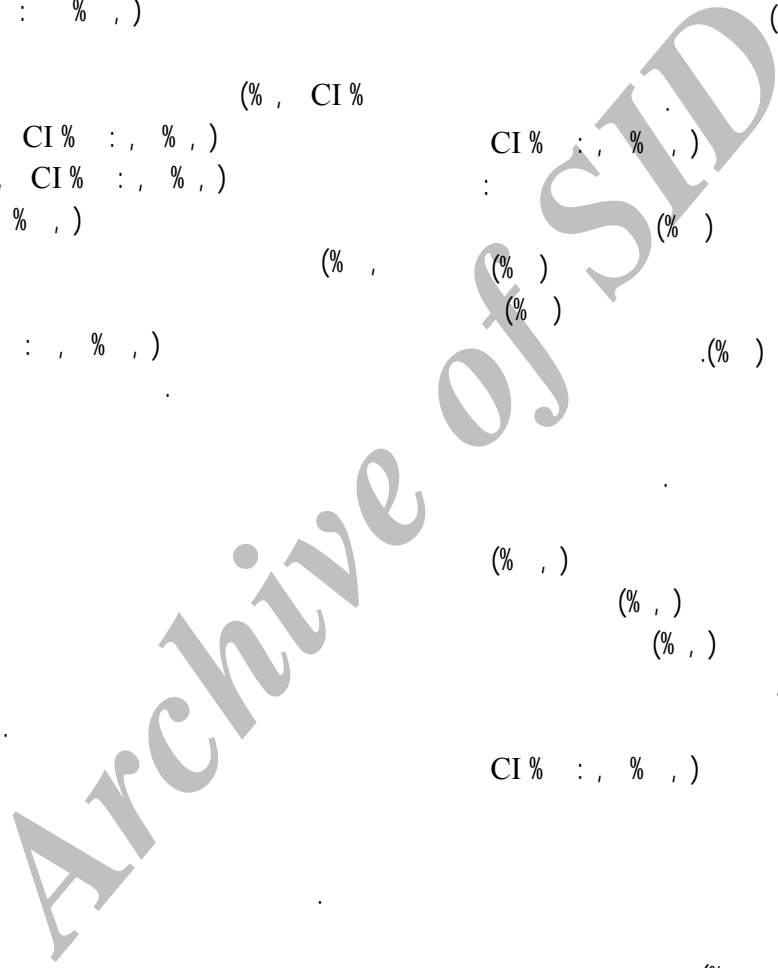 (
.
CI %   : ,   %   , )
:
(%   )
(%   )
(%   )
.(%   )
.
(%   , )
(% , )
(% , )
.
CI %   : ,   %   , )
(%
:   %   , )
(% ,   CI %
CI %   : ,   %   , )
,   CI %   : ,   % , )
%   , )
(%   ,
:   ,   %   , )
.
.
.
Archive of SID